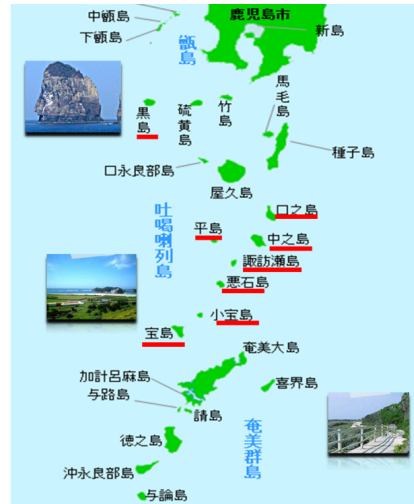 中甑島
鹿児島市
下甑島
新島
甑島
馬毛島
黒島
硫黄島
竹島
種子島
口永良部島
屋久島
吐噶喇列島
口之島
平島
中之島
諏訪瀬島
悪石島
小宝島
宝島
奄美大島
加計呂麻島
喜界島
与路島
請島
奄美群島
徳之島
沖永良部島
与論島